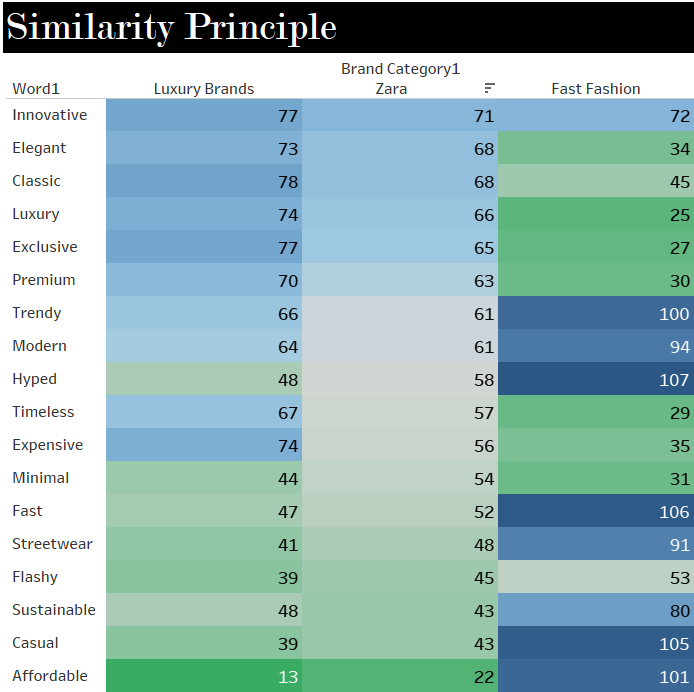 Similarity Principle
Brand Category1
Word1 Luxury Brands Zara Fast Fashion
Innovative 77 71 72
Elegant 73 68 34
Classic 78 68 45
Luxury 74 66 25
Exclusive 77 65 27
Premium 70 63 30
Trendy 66 61 100
Modern 64 61 94
Hyped 48 58 107
Timeless 67 57 29
Expensive 74 56 35
Minimal 44 54 31
Fast 47 52 106
Streetwear 41 48 91
Flashy 39 45 53
Sustainable 48 43 80
Casual 39 43 105
Affordable 13 22 101